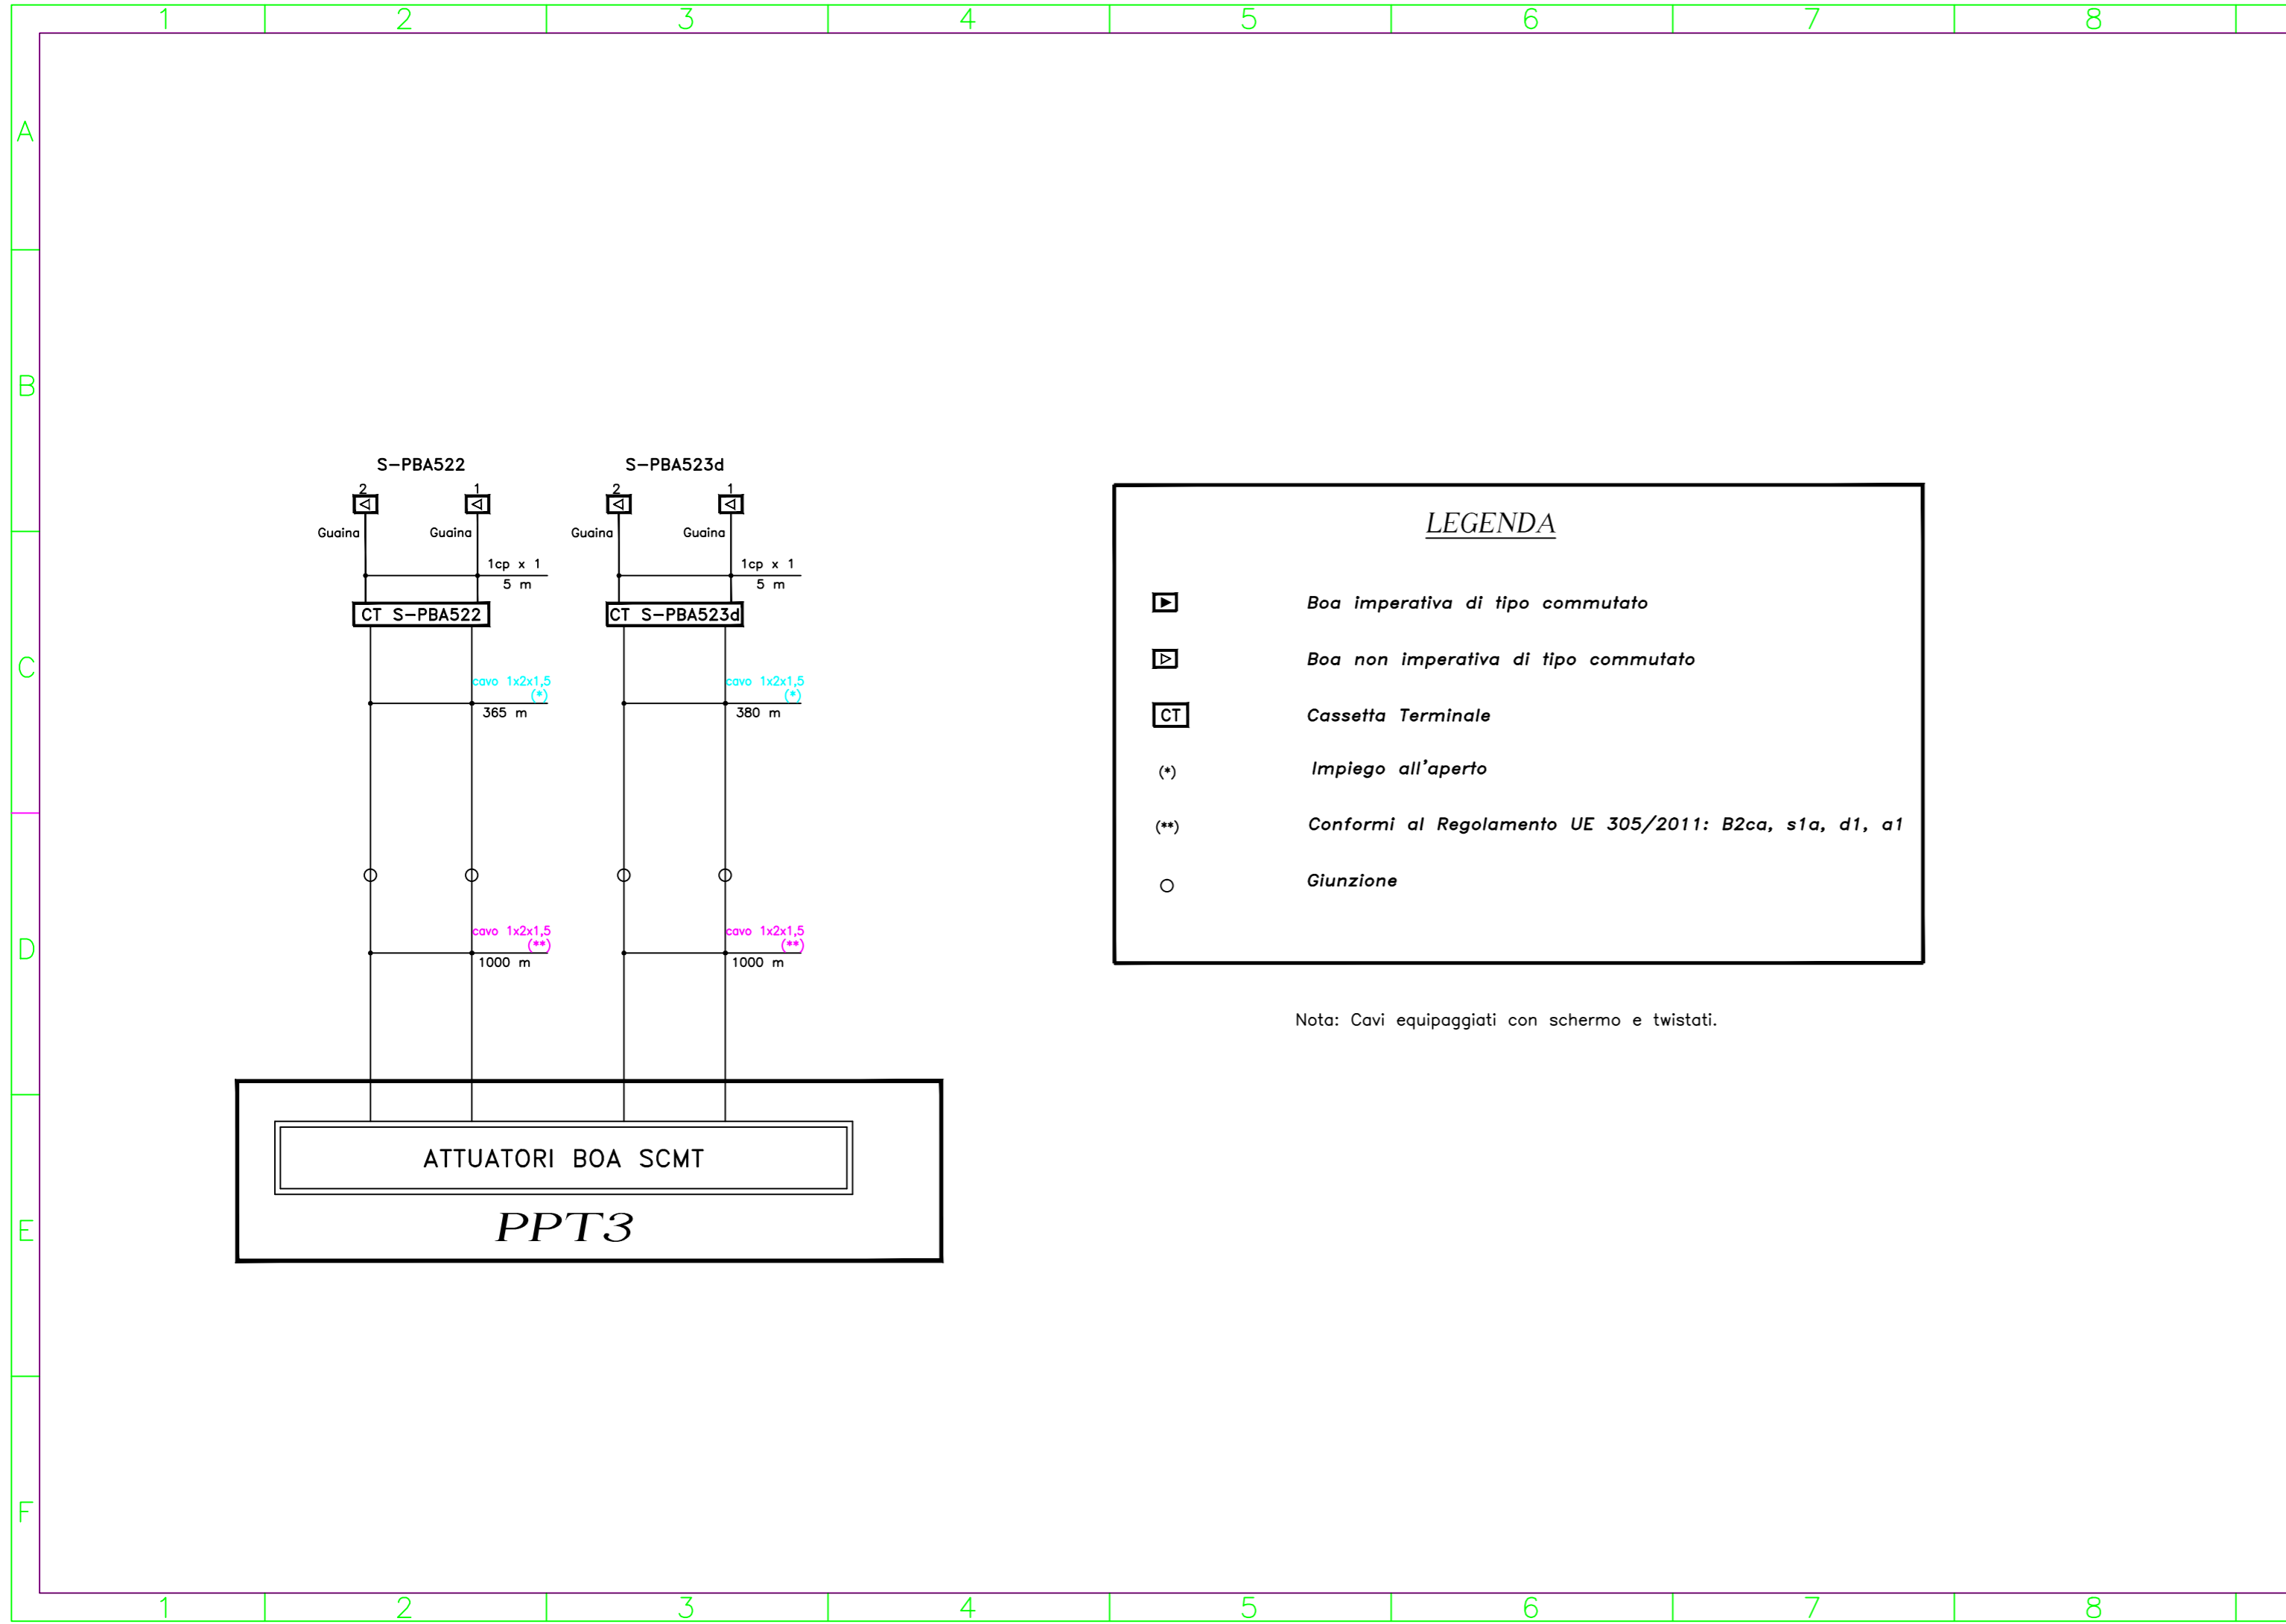 1 2 3 4 5 6 7 8
A
B
C
D
E
F
S-PBA522
2 1
Guaina Guaina
1cp x 1
5 m
CT S-PBA522
cavo 1x2x1,5
(*)
365 m
cavo 1x2x1,5
(**)
1000 m
S-PBA523d
2 1
Guaina Guaina
1cp x 1
5 m
CT S-PBA523d
cavo 1x2x1,5
(*)
380 m
cavo 1x2x1,5
(**)
1000 m
ATTUATORI BOA SCMT
PPT3
LEGENDA
Boa imperativa di tipo commutato
Boa non imperativa di tipo commutato
CT Cassetta Terminale
(*) Impiego all'aperto
(**) Conformi al Regolamento UE 305/2011: B2ca, s1a, d1, a1
Giunzione
Nota: Cavi equipaggiati con schermo e twistati.
1 2 3 4 5 6 7 8